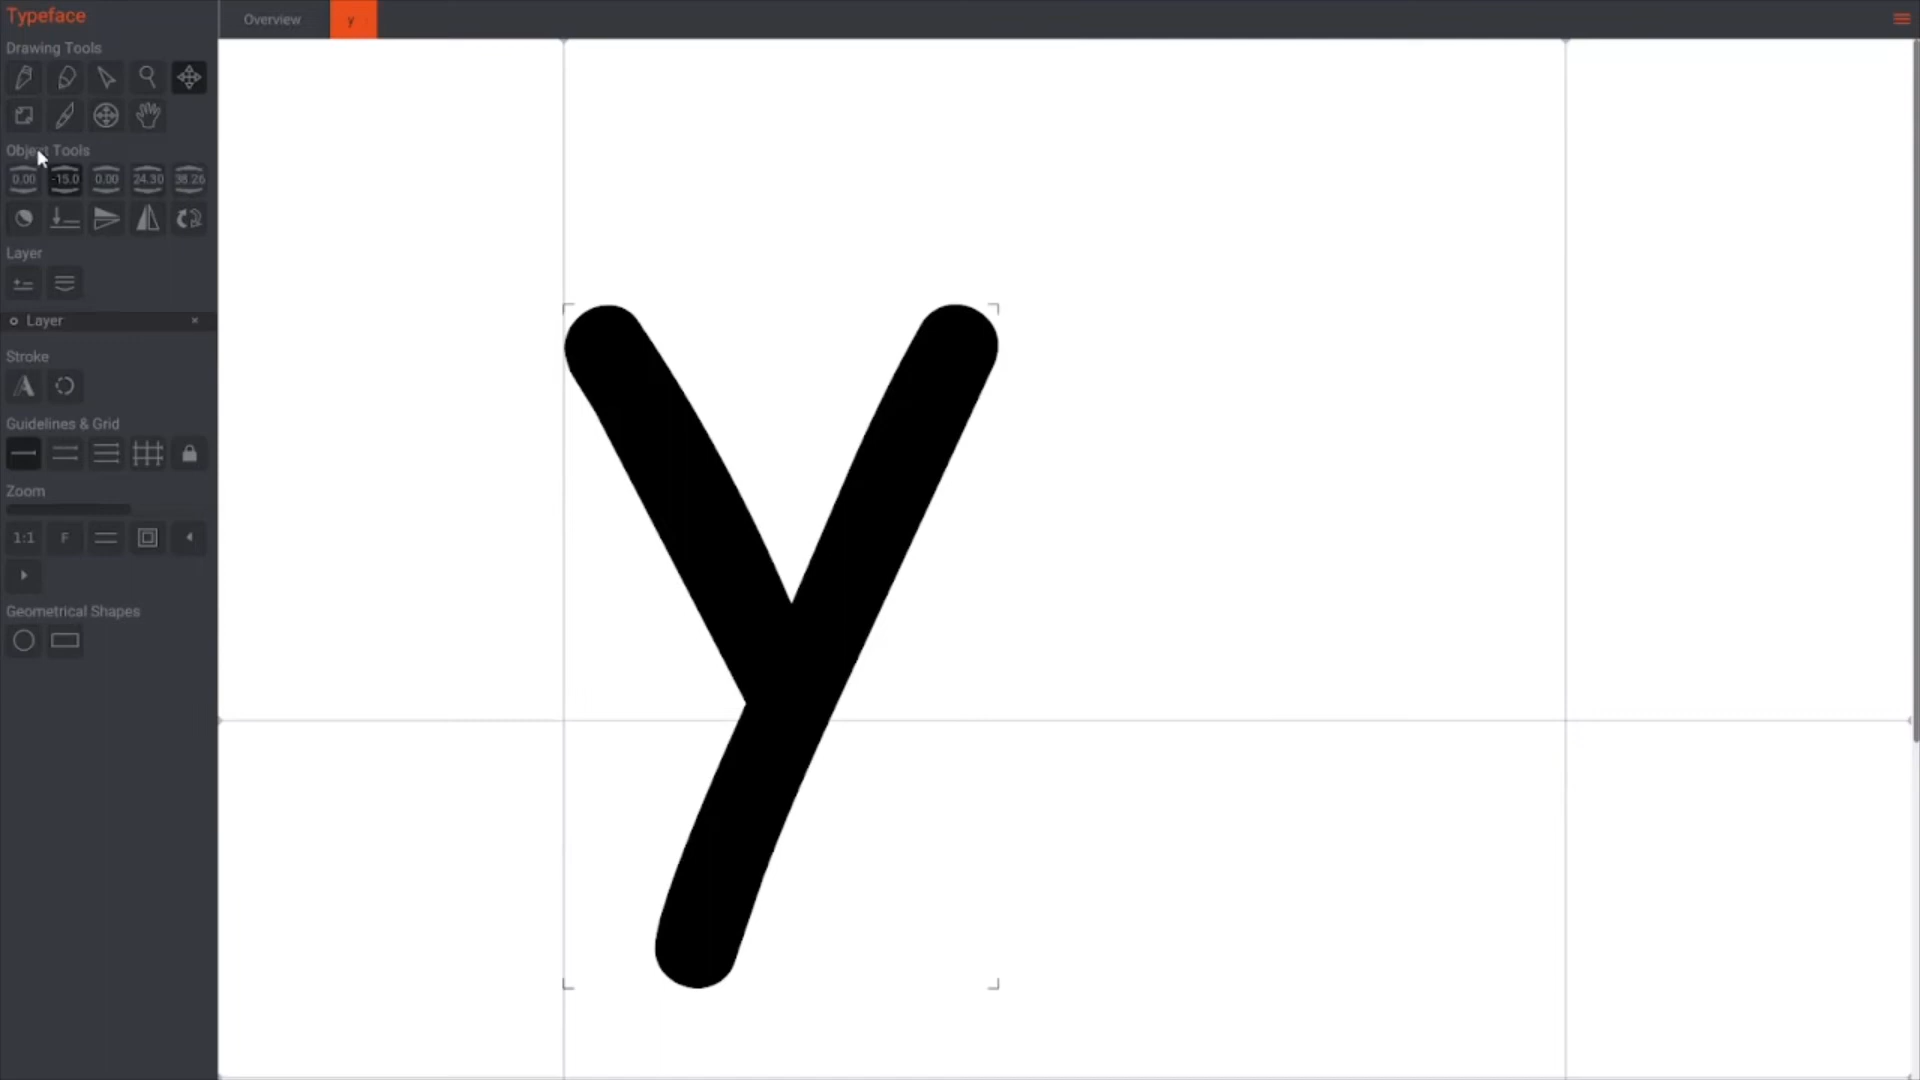 Typeface
Overview
y
Drawing Tools
Object Tools
0.00 -15.0 0.00 24.30 38.26
Layer
Layer
Stroke
A
Guidelines & Grid
Zoom
1:1 F
Geometrical Shapes
y